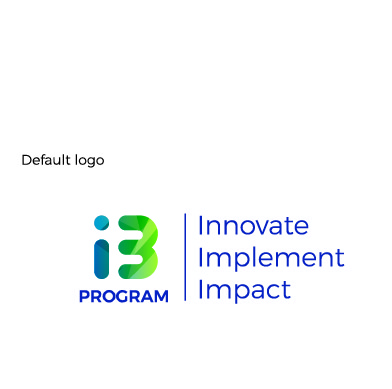 Default logo
i3
PROGRAM
Innovate
Implement
Impact